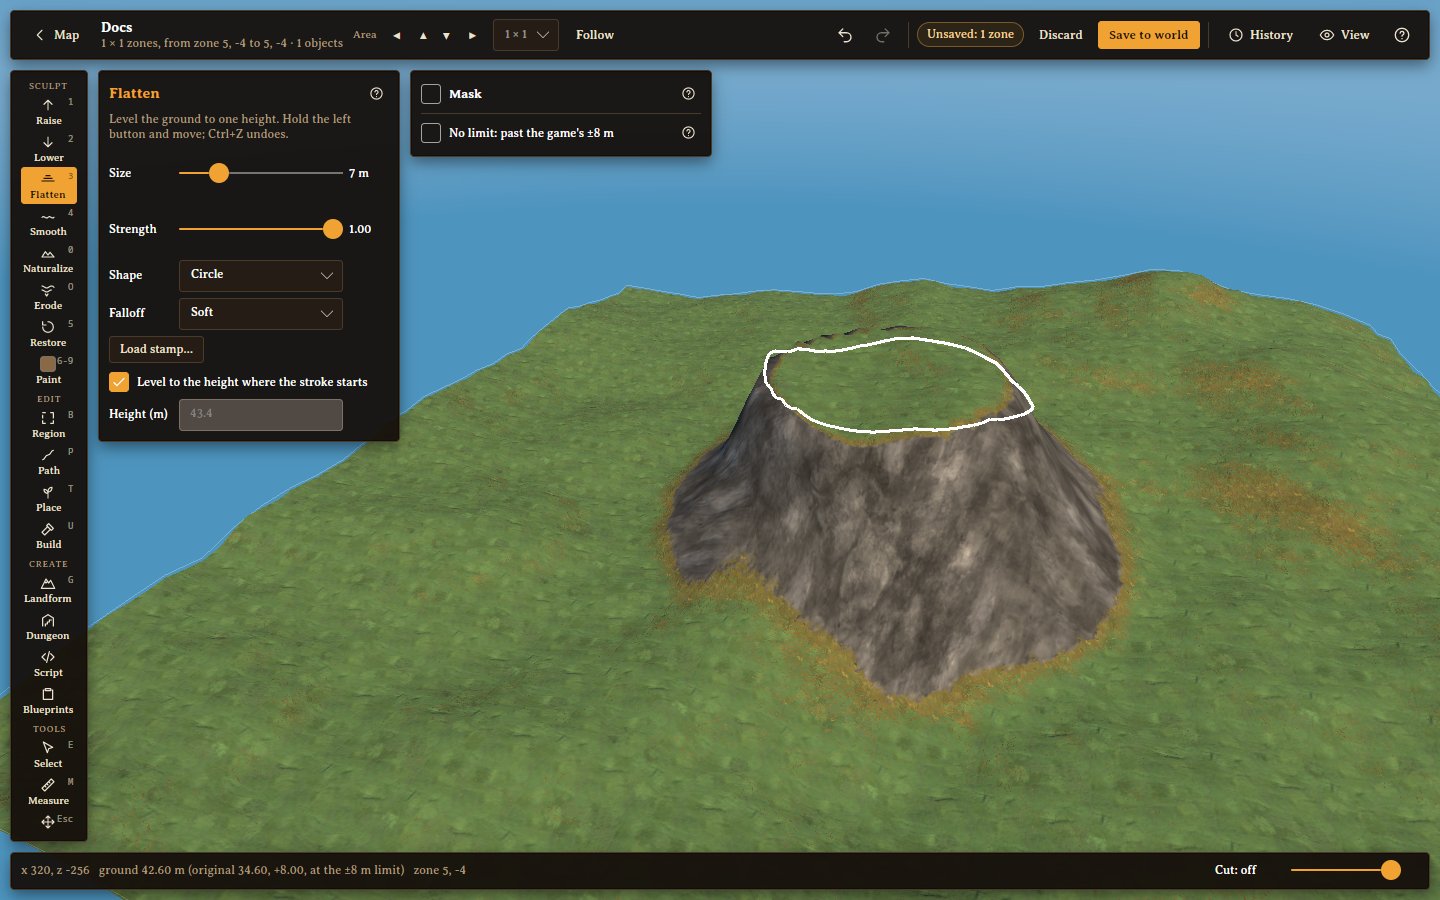 Map
Docs
1 × 1 zones, from zone 5, -4 to 5, -4 · 1 objects
Area
1 × 1
Follow
Unsaved: 1 zone
Discard
Save to world
History
View
SCULPT
1
Raise
2
Lower
3
Flatten
4
Smooth
0
Naturalize
O
Erode
5
Restore
6-9
Paint
EDIT
B
Region
P
Path
T
Place
U
Build
CREATE
G
Landform
Dungeon
Script
Blueprints
TOOLS
E
Select
M
Measure
Esc
Flatten
Level the ground to one height. Hold the left
button and move; Ctrl+Z undoes.
Size
7 m
Strength
1.00
Shape
Circle
Falloff
Soft
Load stamp...
Level to the height where the stroke starts
Height (m)
43.4
Mask
No limit: past the game's ±8 m
x 320, z -256 ground 42.60 m (original 34.60, +8.00, at the ±8 m limit) zone 5, -4
Cut: off